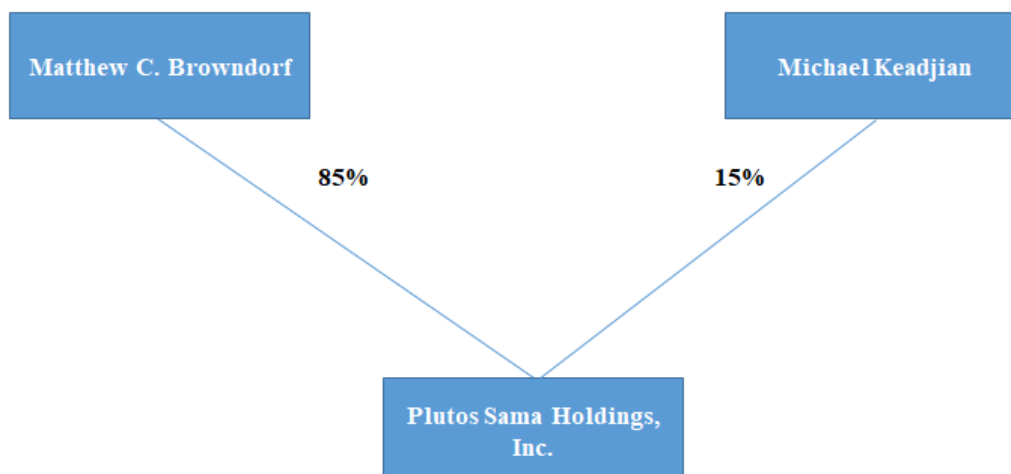 Matthew C. Browndorf
Michael Keadjian
85%
15%
Plutos Sama Holdings,
Inc.